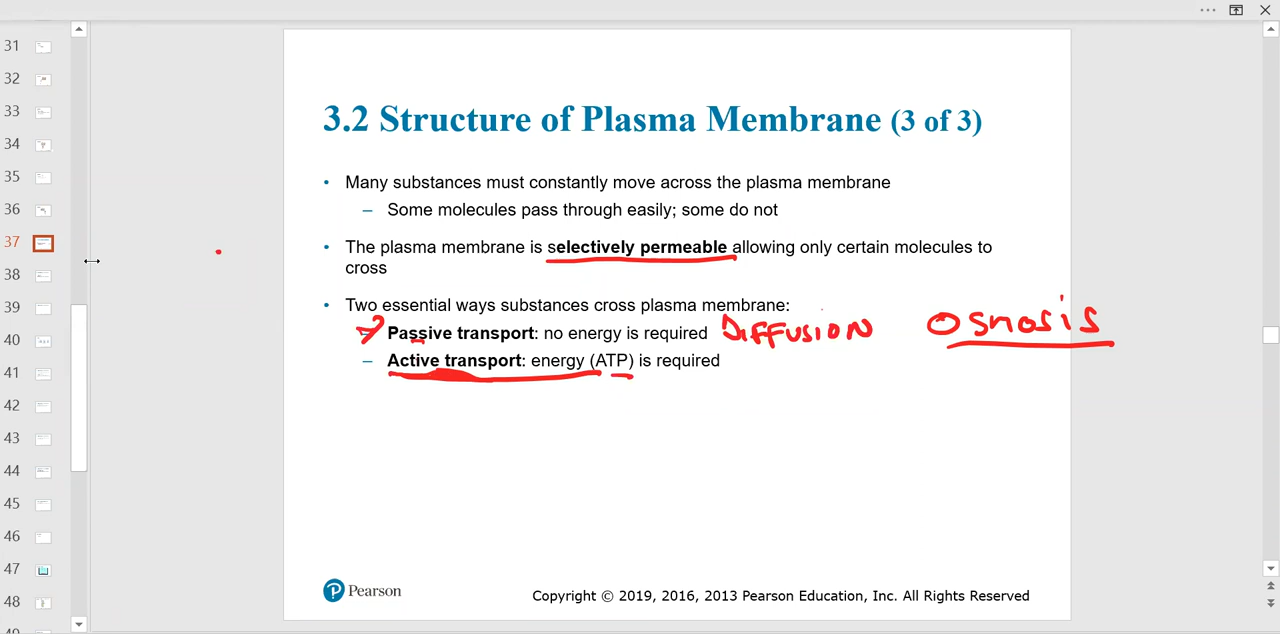 31
32
33
34
35
36
37
38
39
40
41
42
43
44
45
46
47
48
3.2 Structure of Plasma Membrane (3 of 3)
• Many substances must constantly move across the plasma membrane
– Some molecules pass through easily; some do not
• The plasma membrane is selectively permeable allowing only certain molecules to
cross
• Two essential ways substances cross plasma membrane:
Passive transport: no energy is required DIFFUSION Osmosis
– Active transport: energy (ATP) is required
P Pearson
Copyright © 2019, 2016, 2013 Pearson Education, Inc. All Rights Reserved